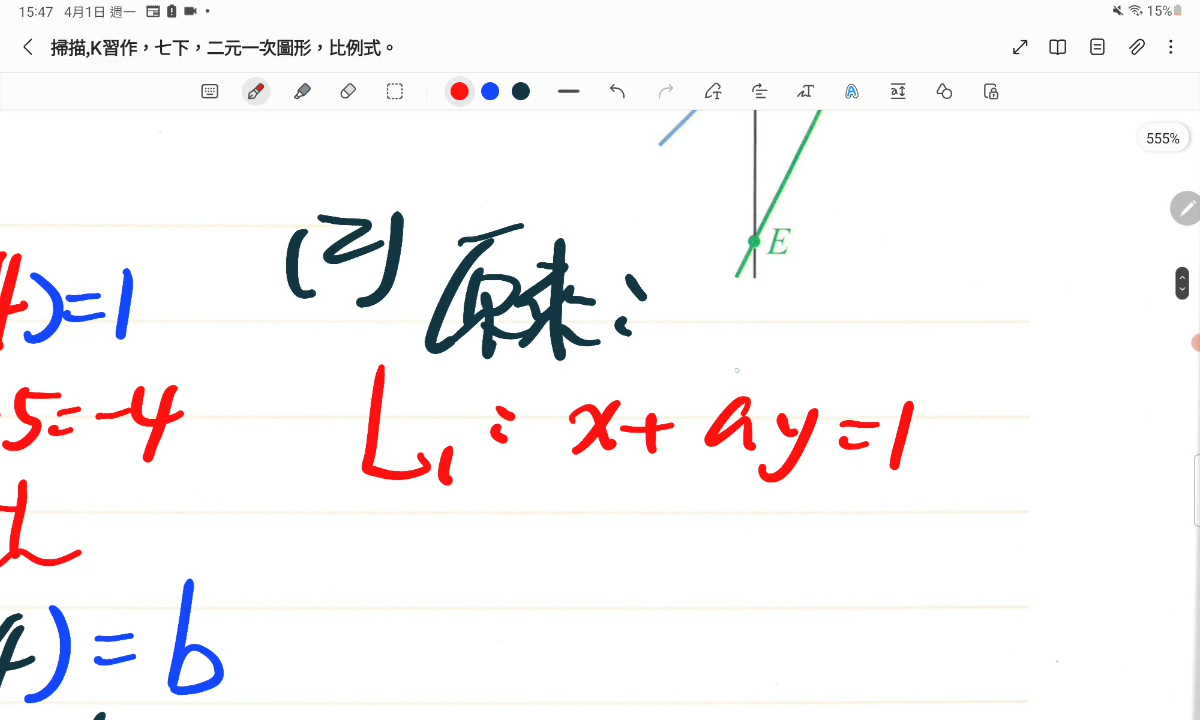 15:47 4月1日 週一 15%
掃描,K習作，七下，二元一次圖形，比例式。
555%
E
(2) 原來：
4)=1
5=-4
L₁: x+ay=1
4)=b